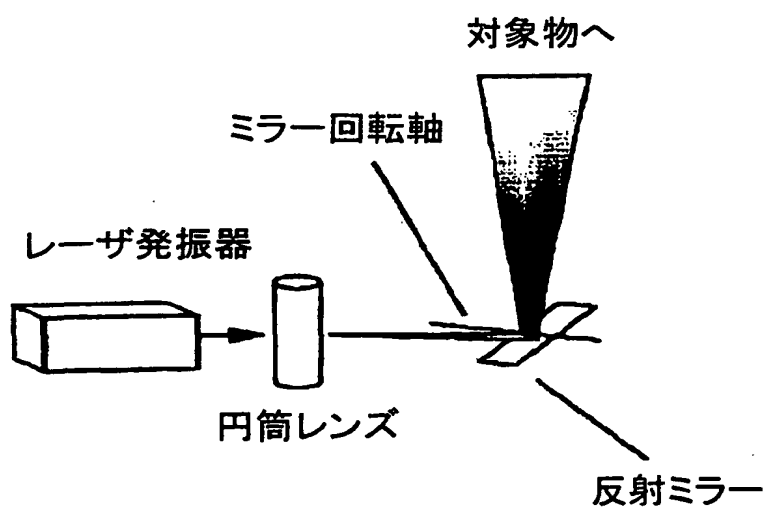 対象物へ
ミラー回転軸
レーザ発振器
円筒レンズ
反射ミラー